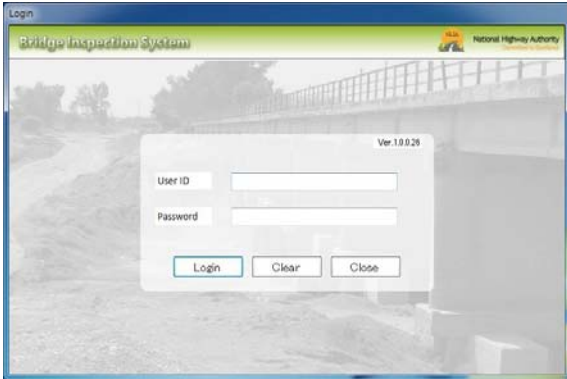 Login
Bridge Inspection System
N.H.A
National Highway Authority
Ver.1.0.0.26
User ID
Password
Login
Clear
Close